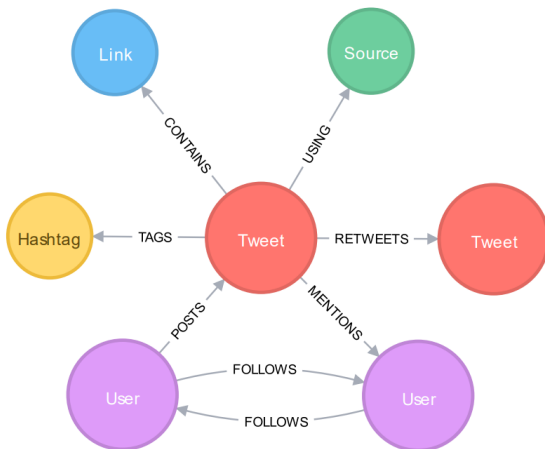 Link
Source
CONTAINS
USING
Hashtag
TAGS
Tweet
RETWEETS
Tweet
POSTS
MENTIONS
User
FOLLOWS
User
FOLLOWS